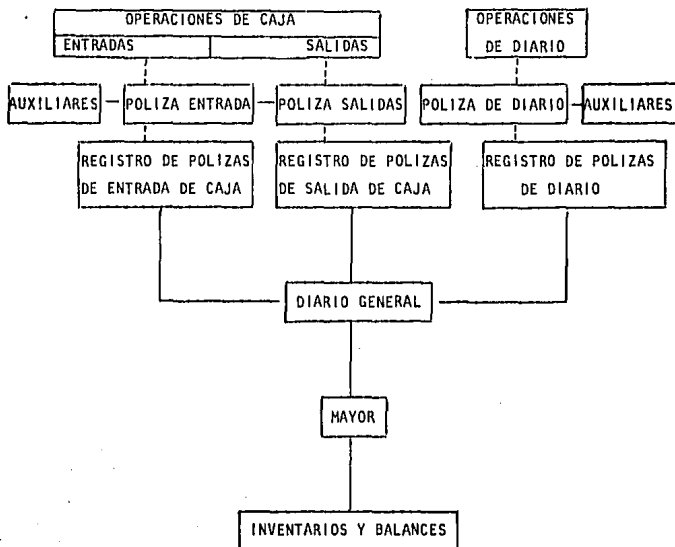 OPERACIONES DE CAJA
ENTRADAS SALIDAS
OPERACIONES
DE DIARIO
AUXILIARES
POLIZA ENTRADA
POLIZA SALIDAS
POLIZA DE DIARIO
AUXILIARES
REGISTRO DE POLIZAS
DE ENTRADA DE CAJA
REGISTRO DE POLIZAS
DE SALIDA DE CAJA
REGISTRO DE POLIZAS
DE DIARIO
DIARIO GENERAL
MAYOR
INVENTARIOS Y BALANCES